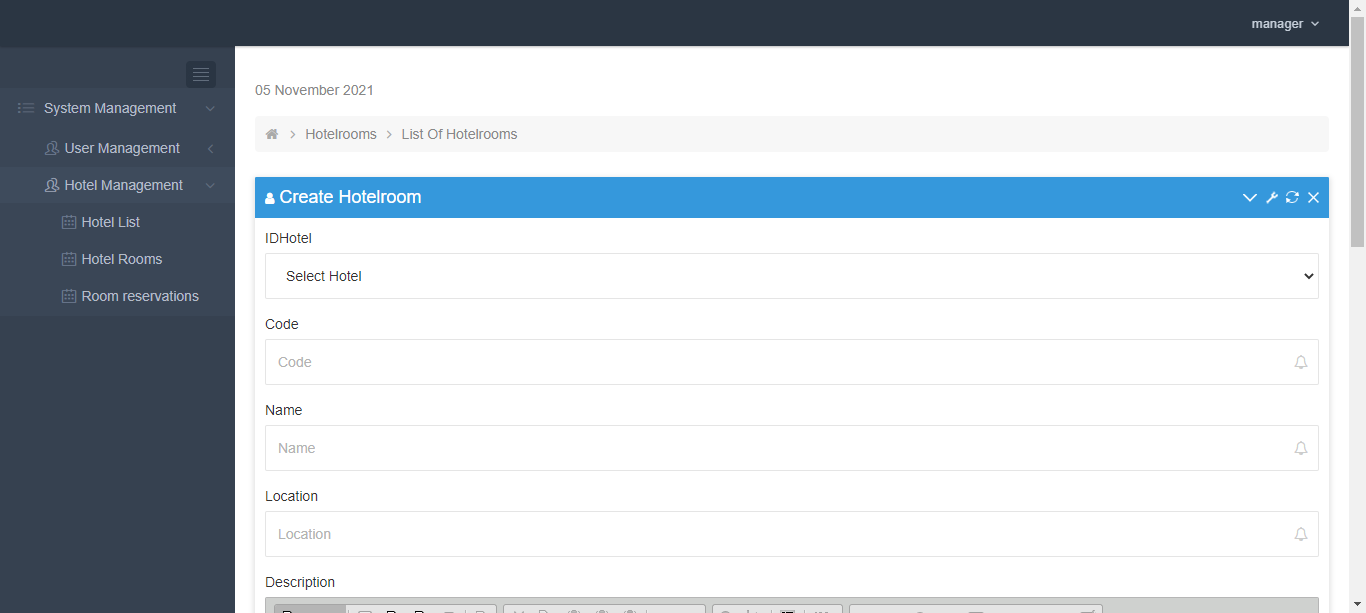 manager
System Management
User Management
Hotel Management
Hotel List
Hotel Rooms
Room reservations
05 November 2021
Hotelrooms > List Of Hotelrooms
Create Hotelroom
IDHotel
Select Hotel
Code
Code
Name
Name
Location
Location
Description